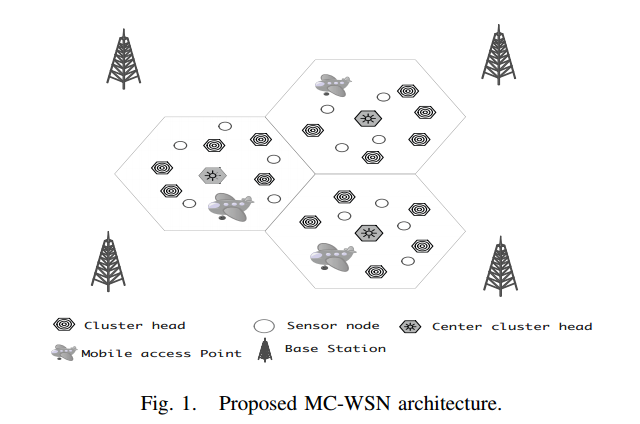 Cluster head
Sensor node
Center cluster head
Mobile access Point
Base Station
Fig. 1. Proposed MC-WSN architecture.